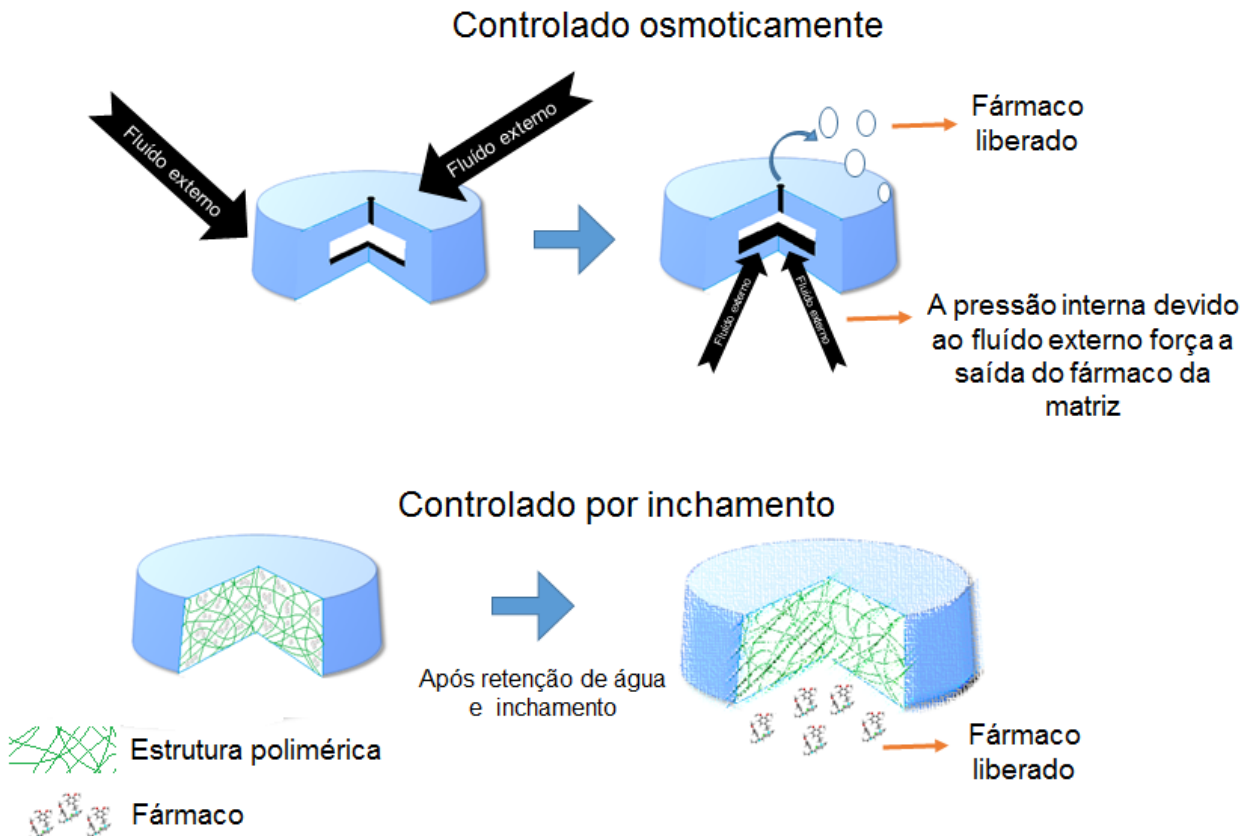 Controlado osmoticamente
Fluído externo
Fluído externo
Fármaco
liberado
Fluído externo
Fluído externo
A pressão interna devido
ao fluído externo força a
saída do fármaco da
matriz
Controlado por inchamento
Após retenção de água
e inchamento
Estrutura polimérica
Fármaco
Fármaco
liberado